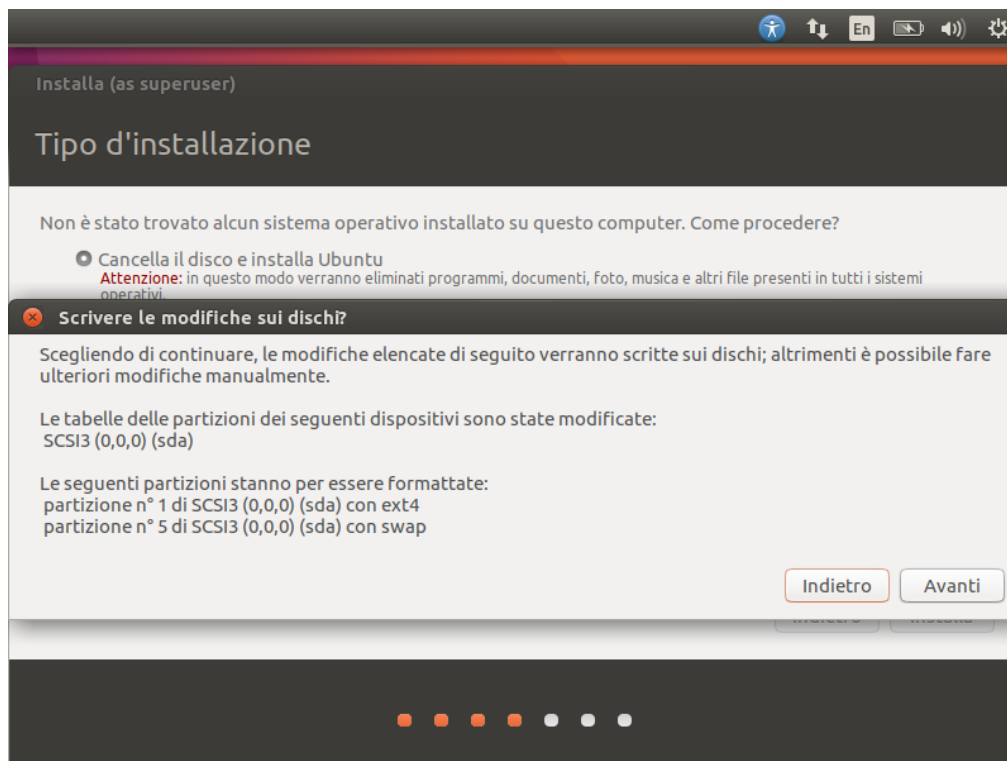 En
Installa (as superuser)
Tipo d'installazione
Non è stato trovato alcun sistema operativo installato su questo computer. Come procedere?
Cancella il disco e installa Ubuntu
Attenzione: in questo modo verranno eliminati programmi, documenti, foto, musica e altri file presenti in tutti i sistemi
operativi.
Scrivere le modifiche sui dischi?
Scegliendo di continuare, le modifiche elencate di seguito verranno scritte sui dischi; altrimenti è possibile fare
ulteriori modifiche manualmente.
Le tabelle delle partizioni dei seguenti dispositivi sono state modificate:
SCSI3 (0,0,0) (sda)
Le seguenti partizioni stanno per essere formattate:
partizione n° 1 di SCSI3 (0,0,0) (sda) con ext4
partizione n° 5 di SCSI3 (0,0,0) (sda) con swap
Indietro Avanti
Indietro Installa